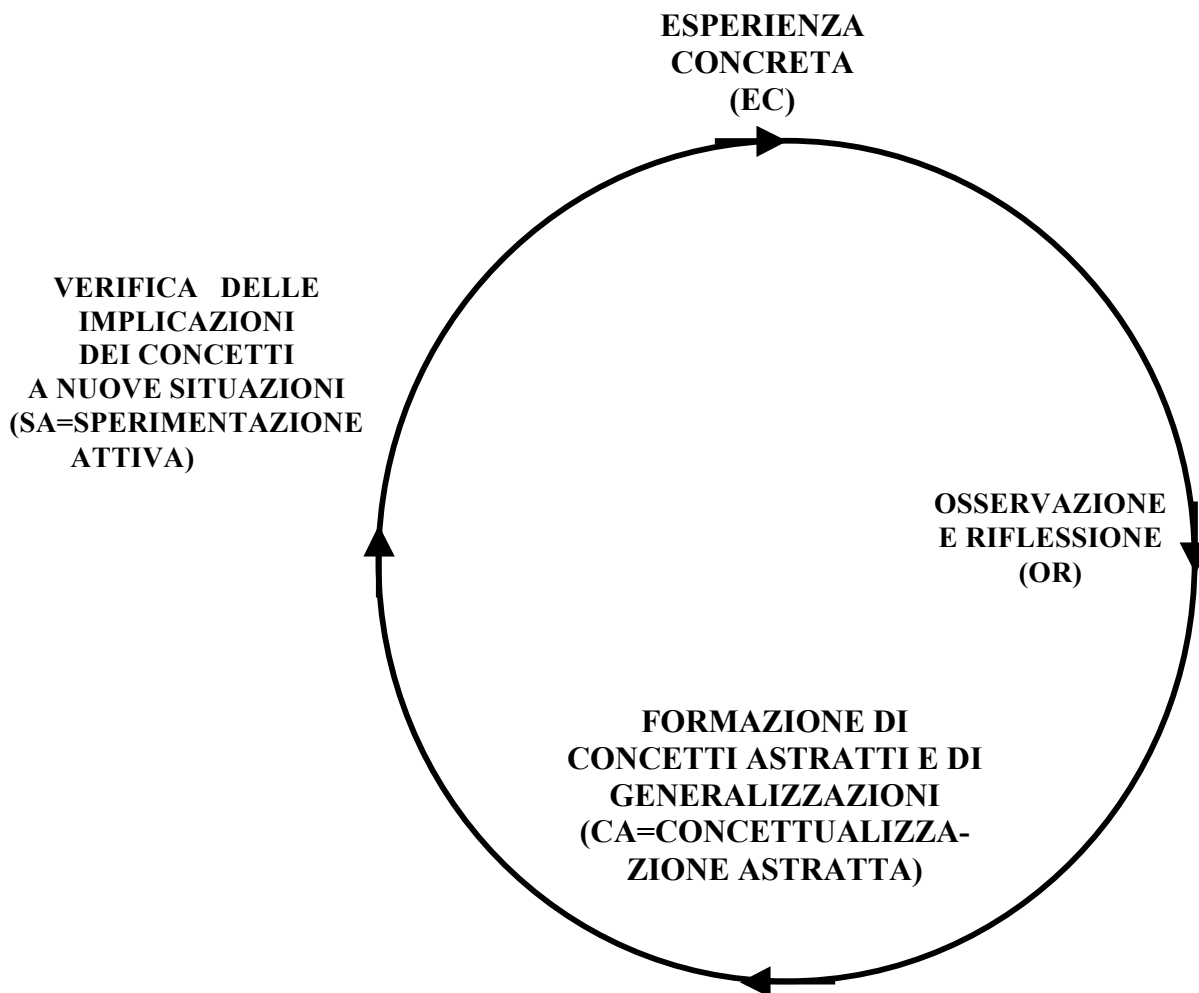 ESPERIENZA
CONCRETA
(EC)
VERIFICA DELLE
IMPLICAZIONI
DEI CONCETTI
A NUOVE SITUAZIONI
(SA=SPERIMENTAZIONE
ATTIVA)
OSSERVAZIONE
E RIFLESSIONE
(OR)
FORMAZIONE DI
CONCETTI ASTRATTI E DI
GENERALIZZAZIONI
(CA=CONCETTUALIZZA-
ZIONE ASTRATTA)